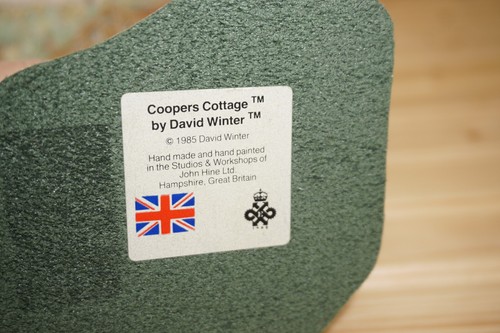 Coopers Cottage ™
by David Winter ™
© 1985 David Winter
Hand made and hand painted
in the Studios & Workshops of
John Hine Ltd.
Hampshire, Great Britain